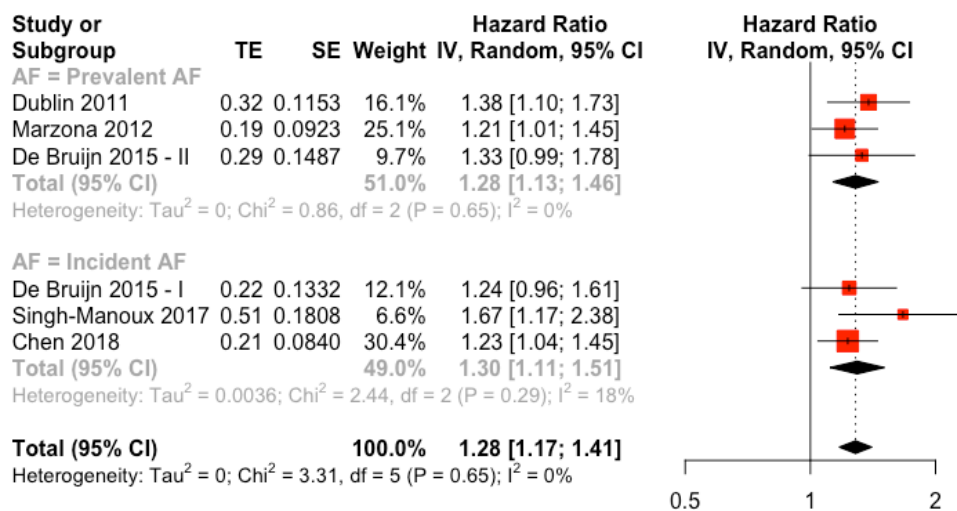 Study or Hazard Ratio Hazard Ratio
Subgroup TE SE Weight IV, Random, 95% CI IV, Random, 95% CI
AF = Prevalent AF
Dublin 2011 0.32 0.1153 16.1% 1.38 [1.10; 1.73]
Marzona 2012 0.19 0.0923 25.1% 1.21 [1.01; 1.45]
De Bruijn 2015 - II 0.29 0.1487 9.7% 1.33 [0.99; 1.78]
Total (95% CI) 51.0% 1.28 [1.13; 1.46]
Heterogeneity: Tau² = 0; Chi² = 0.86, df = 2 (P = 0.65); I² = 0%
AF = Incident AF
De Bruijn 2015 - I 0.22 0.1332 12.1% 1.24 [0.96; 1.61]
Singh-Manoux 2017 0.51 0.1808 6.6% 1.67 [1.17; 2.38]
Chen 2018 0.21 0.0840 30.4% 1.23 [1.04; 1.45]
Total (95% CI) 49.0% 1.30 [1.11; 1.51]
Heterogeneity: Tau² = 0.0036; Chi² = 2.44, df = 2 (P = 0.29); I² = 18%
Total (95% CI) 100.0% 1.28 [1.17; 1.41]
Heterogeneity: Tau² = 0; Chi² = 3.31, df = 5 (P = 0.65); I² = 0%
0.5 1 2